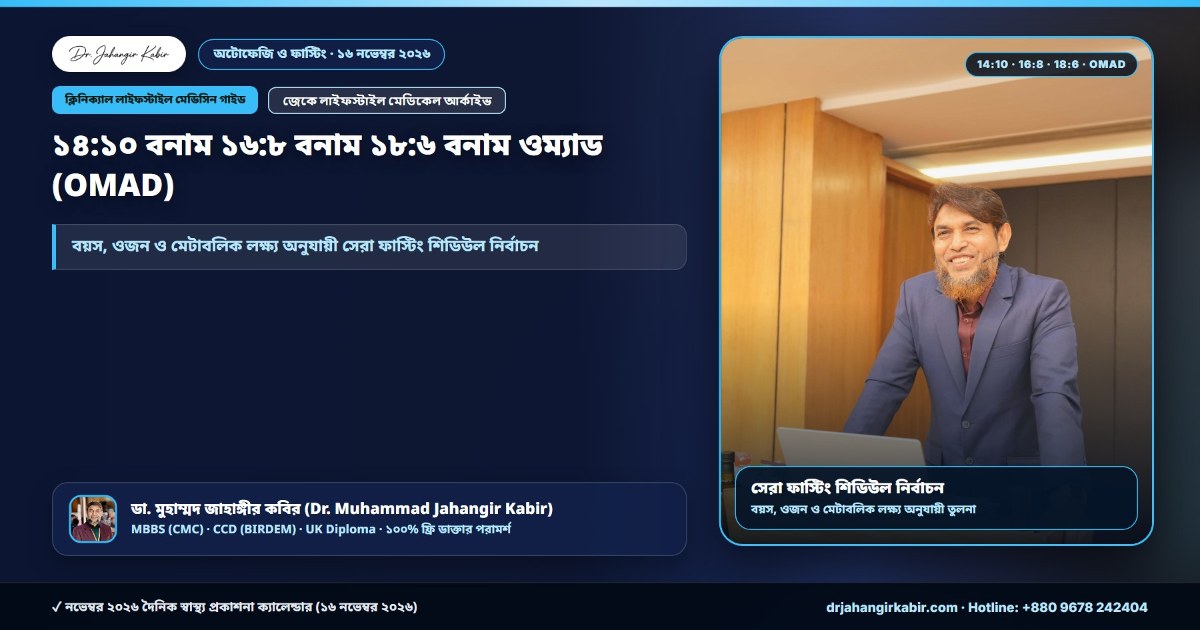 Dr. Jahangir Kabir
অটোফেজি ও ফাস্টিং · ১৬ নভেম্বর ২০২৬
ক্লিনিক্যাল লাইফস্টাইল মেডিসিন গাইড
জেকে লাইফস্টাইল মেডিকেল আর্কাইভ
১৪:১০ বনাম ১৬:৮ বনাম ১৮:৬ বনাম ওম্যাড
(OMAD)
বয়স, ওজন ও মেটাবলিক লক্ষ্য অনুযায়ী সেরা ফাস্টিং শিডিউল নির্বাচন
14:10 · 16:8 · 18:6 · OMAD
সেরা ফাস্টিং শিডিউল নির্বাচন
বয়স, ওজন ও মেটাবলিক লক্ষ্য অনুযায়ী তুলনা
ডা. মুহাম্মদ জাহাঙ্গীর কবির (Dr. Muhammad Jahangir Kabir)
MBBS (CMC) · CCD (BIRDEM) · UK Diploma · ১০০% ফ্রি ডাক্তার পরামর্শ
✓ নভেম্বর ২০২৬ দৈনিক স্বাস্থ্য প্রকাশনা ক্যালেন্ডার (১৬ নভেম্বর ২০২৬)
drjahangirkabir.com · Hotline: +880 9678 242404